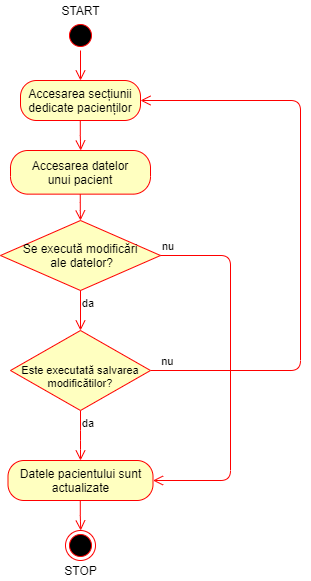 START
Accesarea secțiunii
dedicate pacienților
Accesarea datelor
unui pacient
Se execută modificări
ale datelor?
nu
da
Este executată salvarea
modificătilor?
nu
da
Datele pacientului sunt
actualizate
STOP